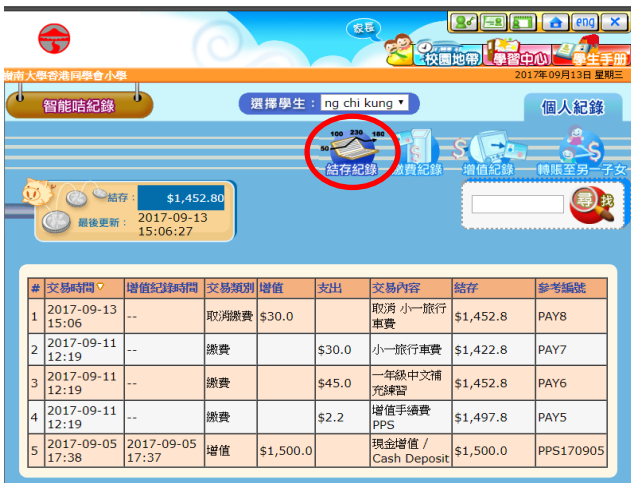 家長
eng
校園地帶 學習中心 學生手册
嶺南大學香港同學會小學
2017年09月13日 星期三
智能咭紀錄
選擇學生： ng chi kung
個人紀錄
100 230 180
50
結存紀錄 繳費紀錄 增值紀錄 轉賬至另一子女
結存： $1,452.80
最後更新： 2017-09-13
15:06:27
尋找
# 交易時間 增值紀錄時間 交易類別 增值 支出 交易內容 結存 參考編號
1 2017-09-13 15:06 -- 取消繳費 $30.0 取消 小一旅行車費 $1,452.8 PAY8
2 2017-09-11 12:19 -- 繳費 $30.0 小一旅行車費 $1,422.8 PAY7
3 2017-09-11 12:19 -- 繳費 $45.0 一年級中文補充練習 $1,452.8 PAY6
4 2017-09-11 12:19 -- 繳費 $2.2 增值手續費 PPS $1,497.8 PAY5
5 2017-09-05 17:38 2017-09-05 17:37 增值 $1,500.0 現金增值 / Cash Deposit $1,500.0 PPS170905